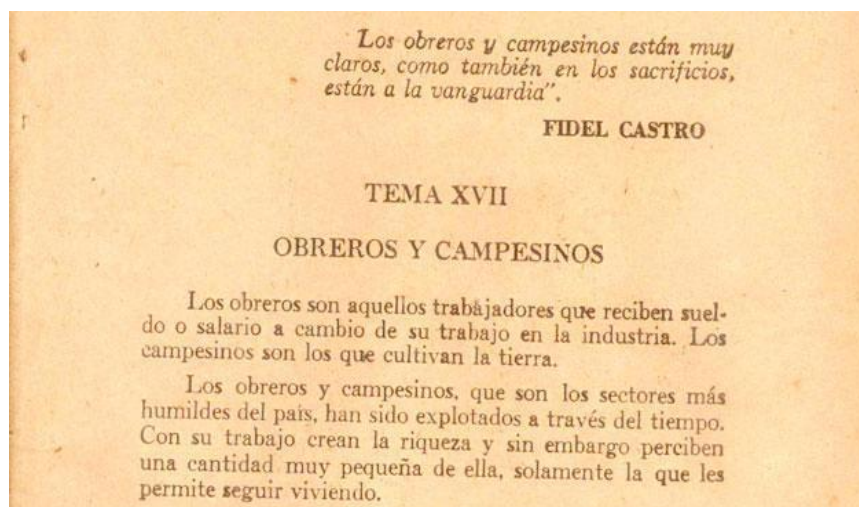 Los obreros y campesinos están muy
claros, como también en los sacrificios,
están a la vanguardia".
FIDEL CASTRO
TEMA XVII
OBREROS Y CAMPESINOS
Los obreros son aquellos trabajadores que reciben suel-
do o salario a cambio de su trabajo en la industria. Los
campesinos son los que cultivan la tierra.
Los obreros y campesinos, que son los sectores más
humildes del país, han sido explotados a través del tiempo.
Con su trabajo crean la riqueza y sin embargo perciben
una cantidad muy pequeña de ella, solamente la que les
permite seguir viviendo.